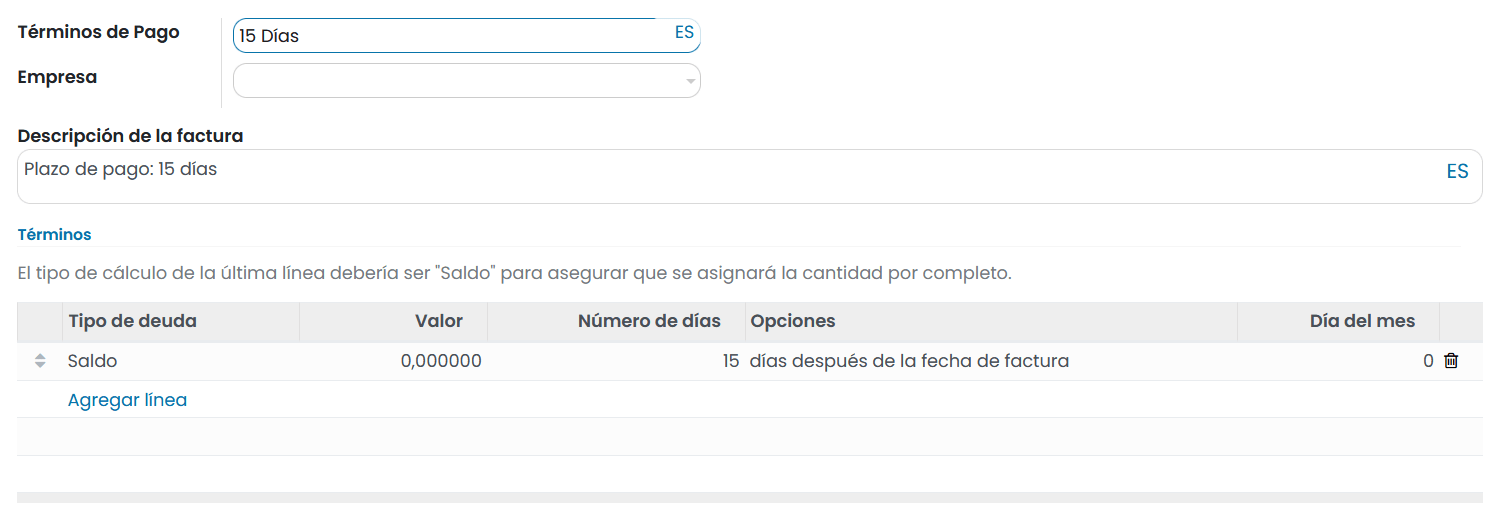 Términos de Pago
15 Días ES
Empresa
Descripción de la factura
Plazo de pago: 15 días ES
Términos
El tipo de cálculo de la última línea debería ser "Saldo" para asegurar que se asignará la cantidad por completo.
Tipo de deuda Valor Número de días Opciones Día del mes
Saldo 0,000000 15 días después de la fecha de factura 0
Agregar línea